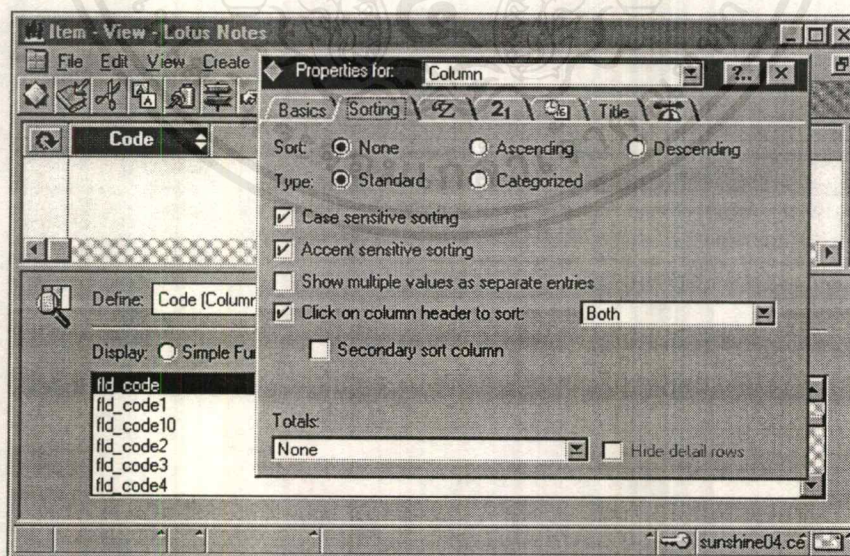 Item - View - Lotus Notes
File Edit View Create
Properties for: Column
?..
Basics Sorting Title
Code
Sort: None Ascending Descending
Type: Standard Categorized
Case sensitive sorting
Accent sensitive sorting
Show multiple values as separate entries
Click on column header to sort: Both
Secondary sort column
Define: Code (Column
Display: Simple Fu
fld_code
fld_code1
fld_code10
fld_code2
fld_code3
fld_code4
Totals:
None
Hide detail rows
sunshine04.cé